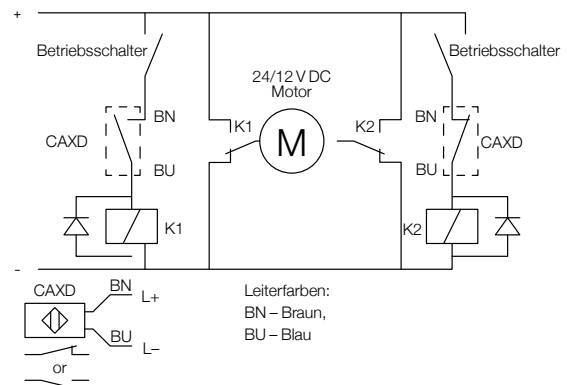 +
Betriebsschalter
Betriebsschalter
24/12 V DC
Motor
BN
K1
K2
BN
CAXD
M
CAXD
BU
BU
K1
K2
-
CAXD
BN
L+
BU
L–
or
Leiterfarben:
BN – Braun,
BU – Blau